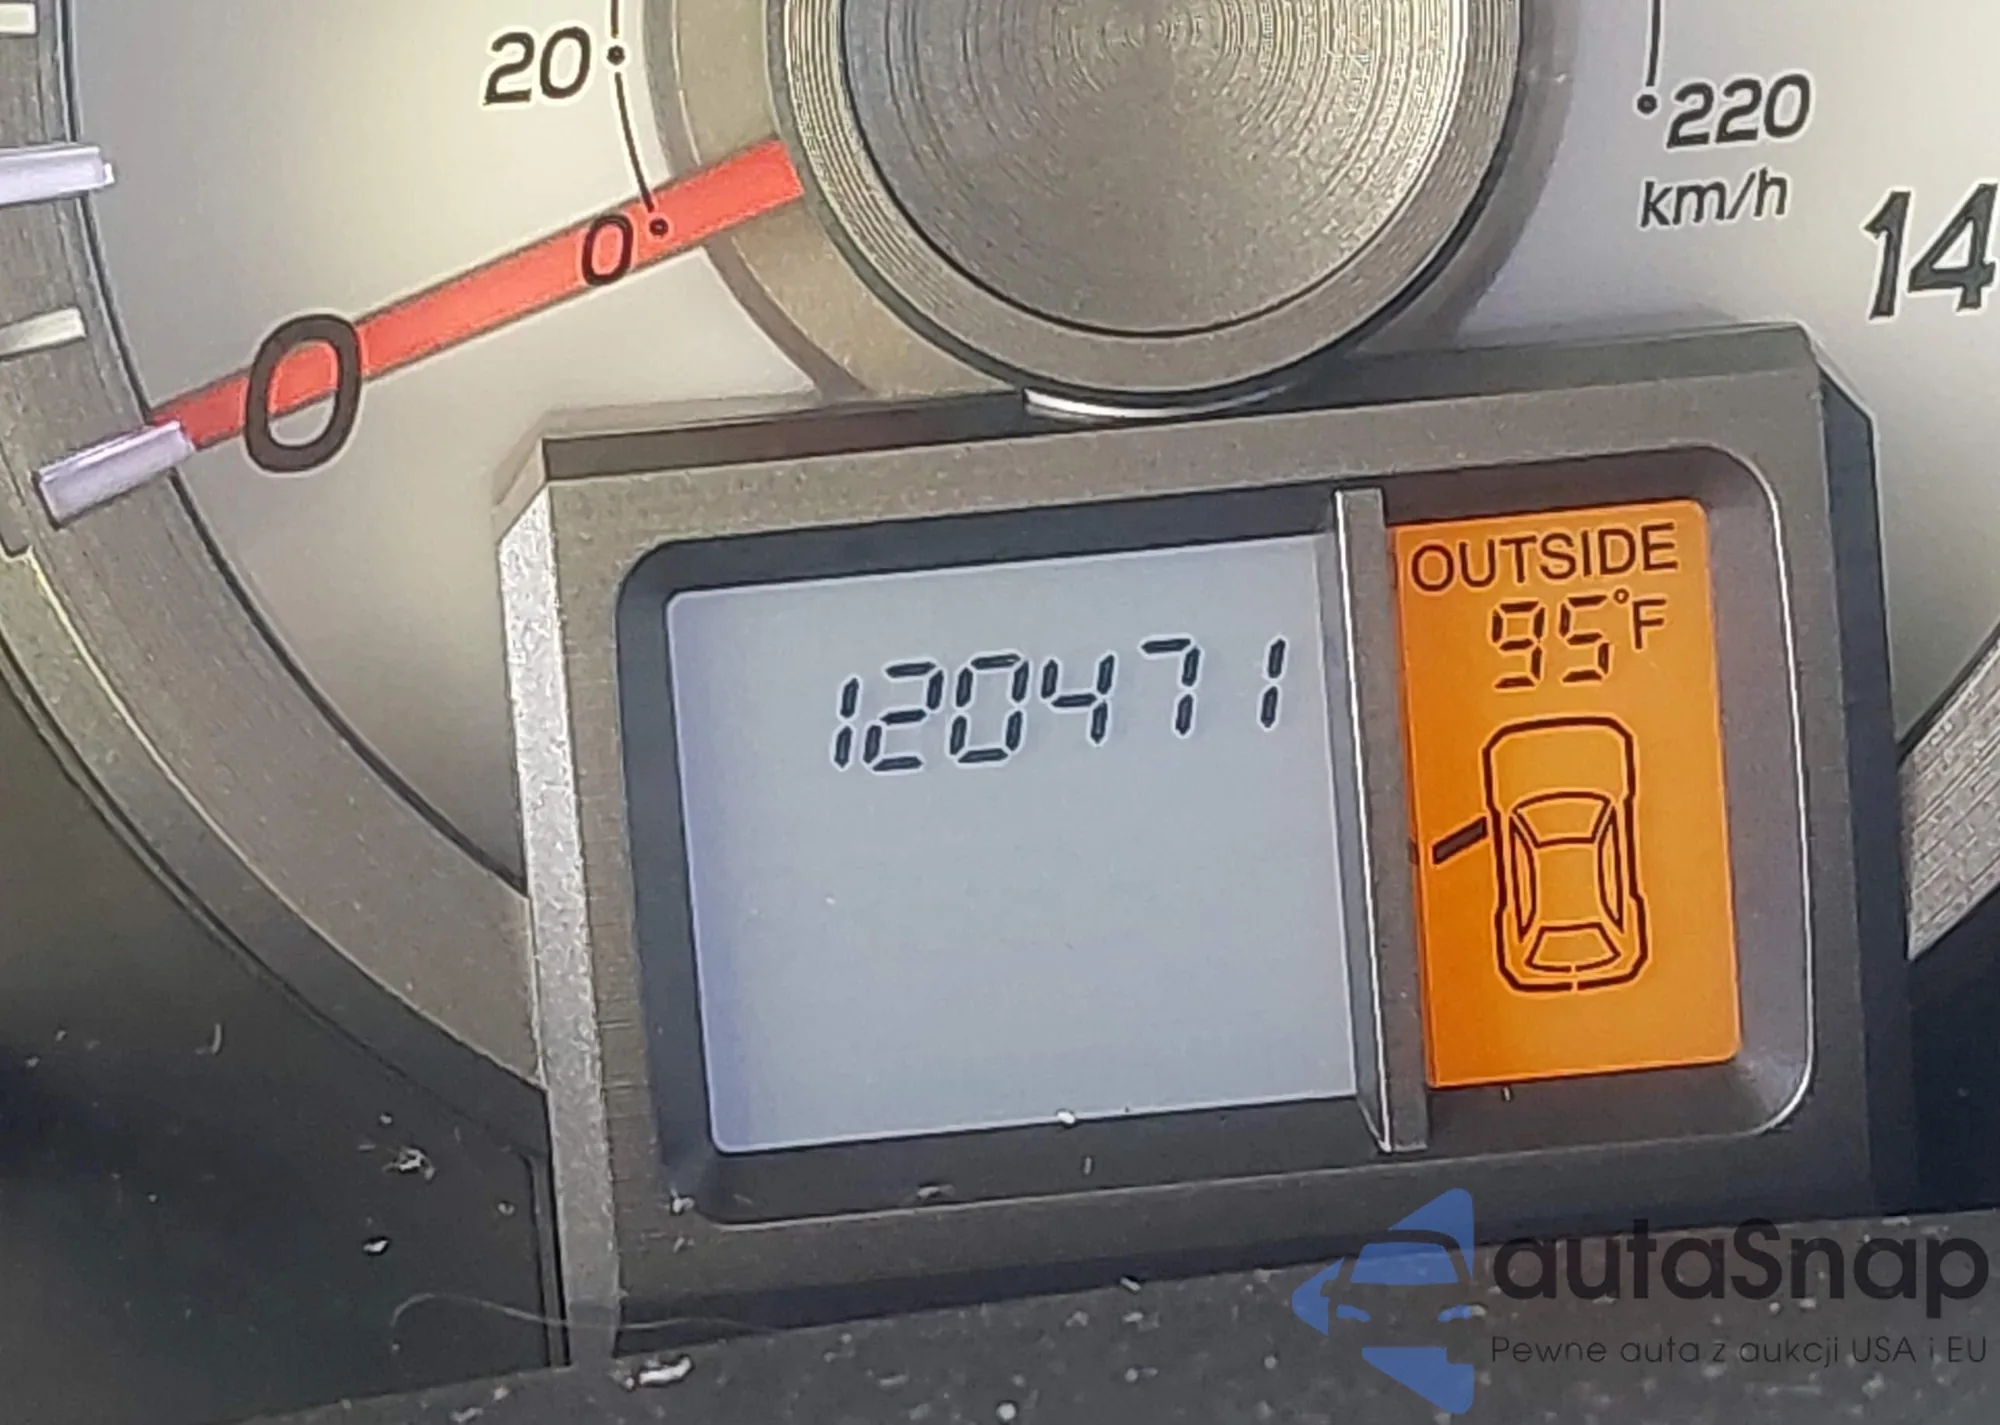 20
220
km/h
0
14
0
OUTSIDE
95°F
120471
autaSnap
Pewne auta z aukcji USA i EU